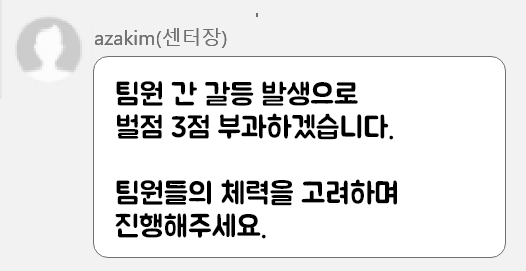 azakim(센터장)
팀원 간 갈등 발생으로
벌점 3점 부과하겠습니다.
팀원들의 체력을 고려하며
진행해주세요.